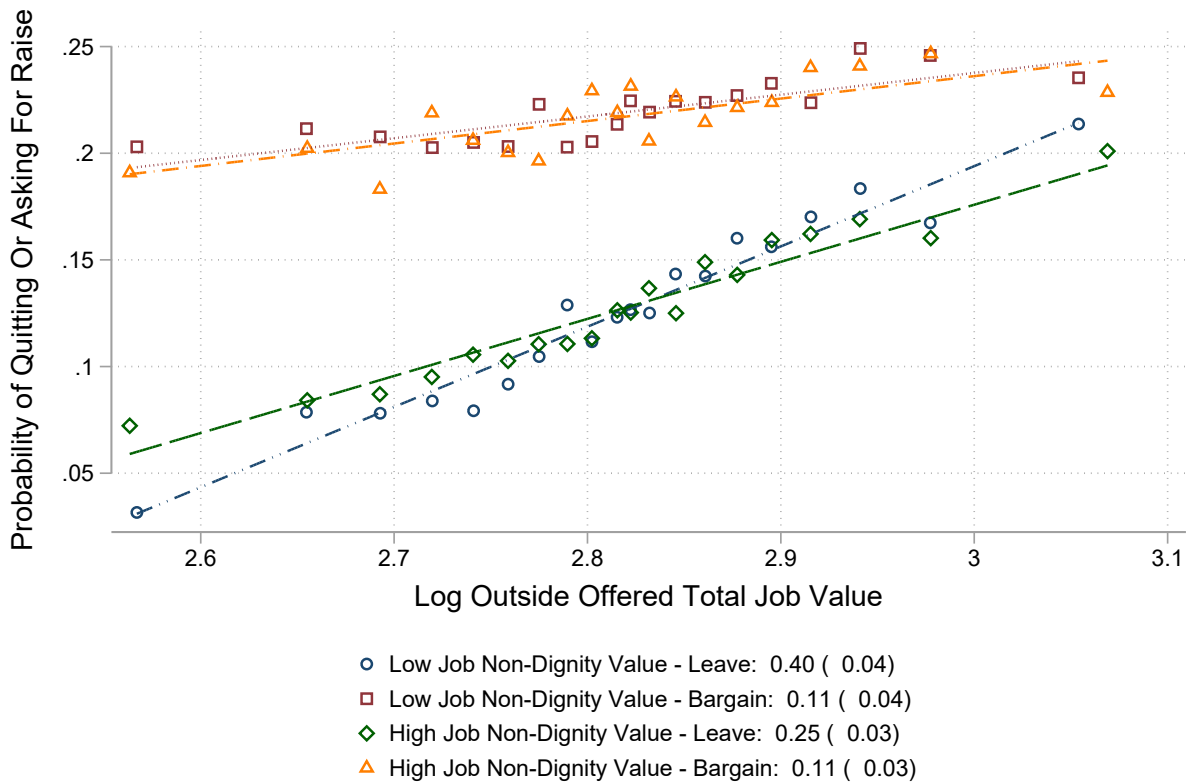 Probability of Quitting Or Asking For Raise
.25
.2
.15
.1
.05
2.6 2.7 2.8 2.9 3 3.1
Log Outside Offered Total Job Value
Low Job Non-Dignity Value - Leave:  0.40 (  0.04)
Low Job Non-Dignity Value - Bargain:  0.11 (  0.04)
High Job Non-Dignity Value - Leave:  0.25 (  0.03)
High Job Non-Dignity Value - Bargain:  0.11 (  0.03)